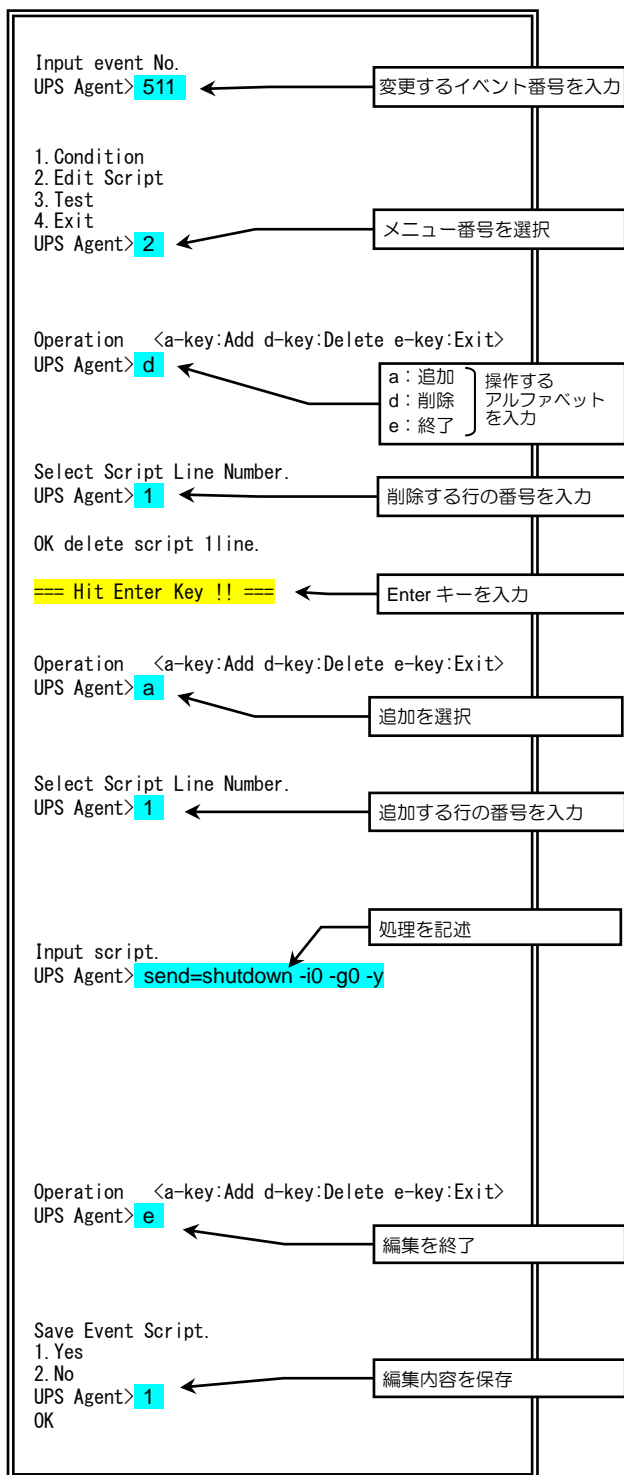 Input event No.
UPS Agent> 511
変更するイベント番号を入力
1.Condition
2.Edit Script
3.Test
4.Exit
UPS Agent> 2
メニュー番号を選択
Operation <a-key:Add d-key:Delete e-key:Exit>
UPS Agent> d
a：追加
d：削除
e：終了
操作する
アルファベット
を入力
Select Script Line Number.
UPS Agent> 1
削除する行の番号を入力
OK delete script 1line.
=== Hit Enter Key !! ===
Enter キーを入力
Operation <a-key:Add d-key:Delete e-key:Exit>
UPS Agent> a
追加を選択
Select Script Line Number.
UPS Agent> 1
追加する行の番号を入力
処理を記述
Input script.
UPS Agent> send=shutdown -i0 -g0 -y
Operation <a-key:Add d-key:Delete e-key:Exit>
UPS Agent> e
編集を終了
Save Event Script.
1.Yes
2.No
UPS Agent> 1
編集内容を保存
OK